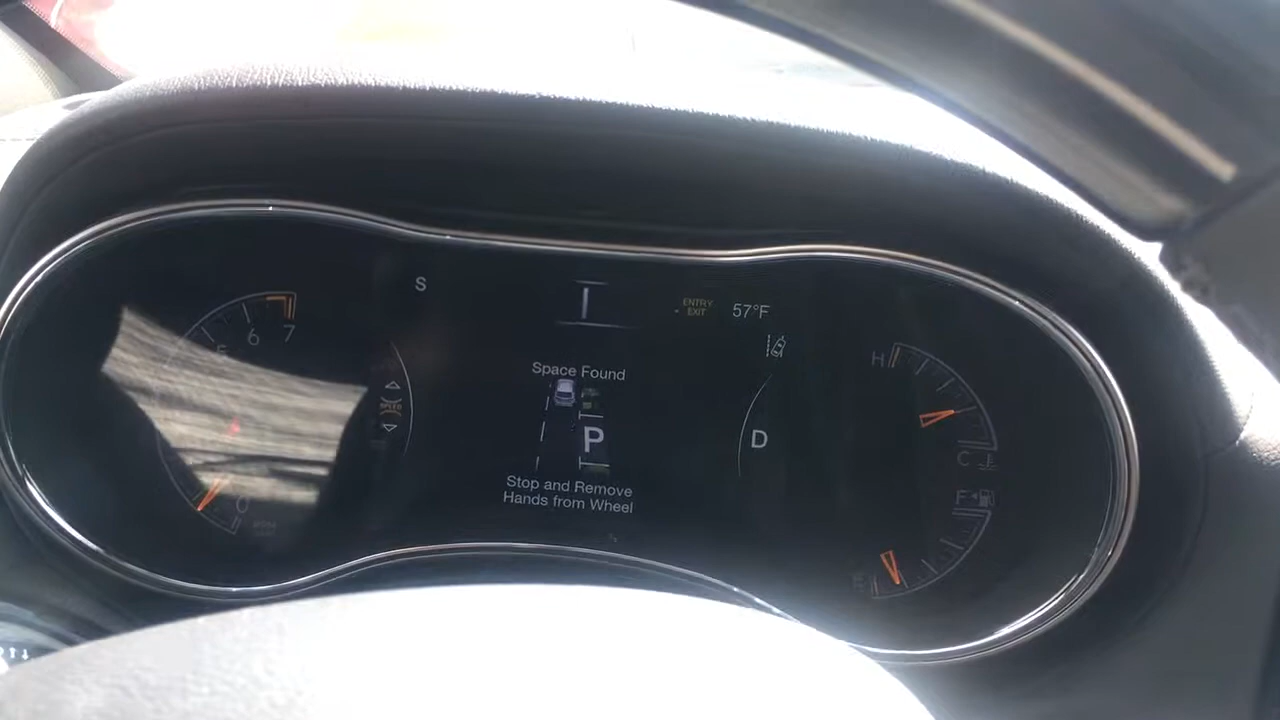 S
ENTRY
EXIT
57°F
6
7
H
Space Found
P
D
C
Stop and Remove
Hands from Wheel
F
E
0